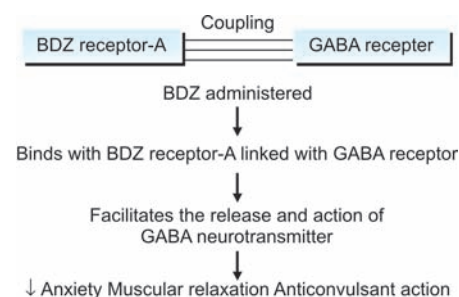 Coupling
BDZ receptor-A GABA recepter
BDZ administered
Binds with BDZ receptor-A linked with GABA receptor
Facilitates the release and action of
GABA neurotransmitter
↓ Anxiety Muscular relaxation Anticonvulsant action